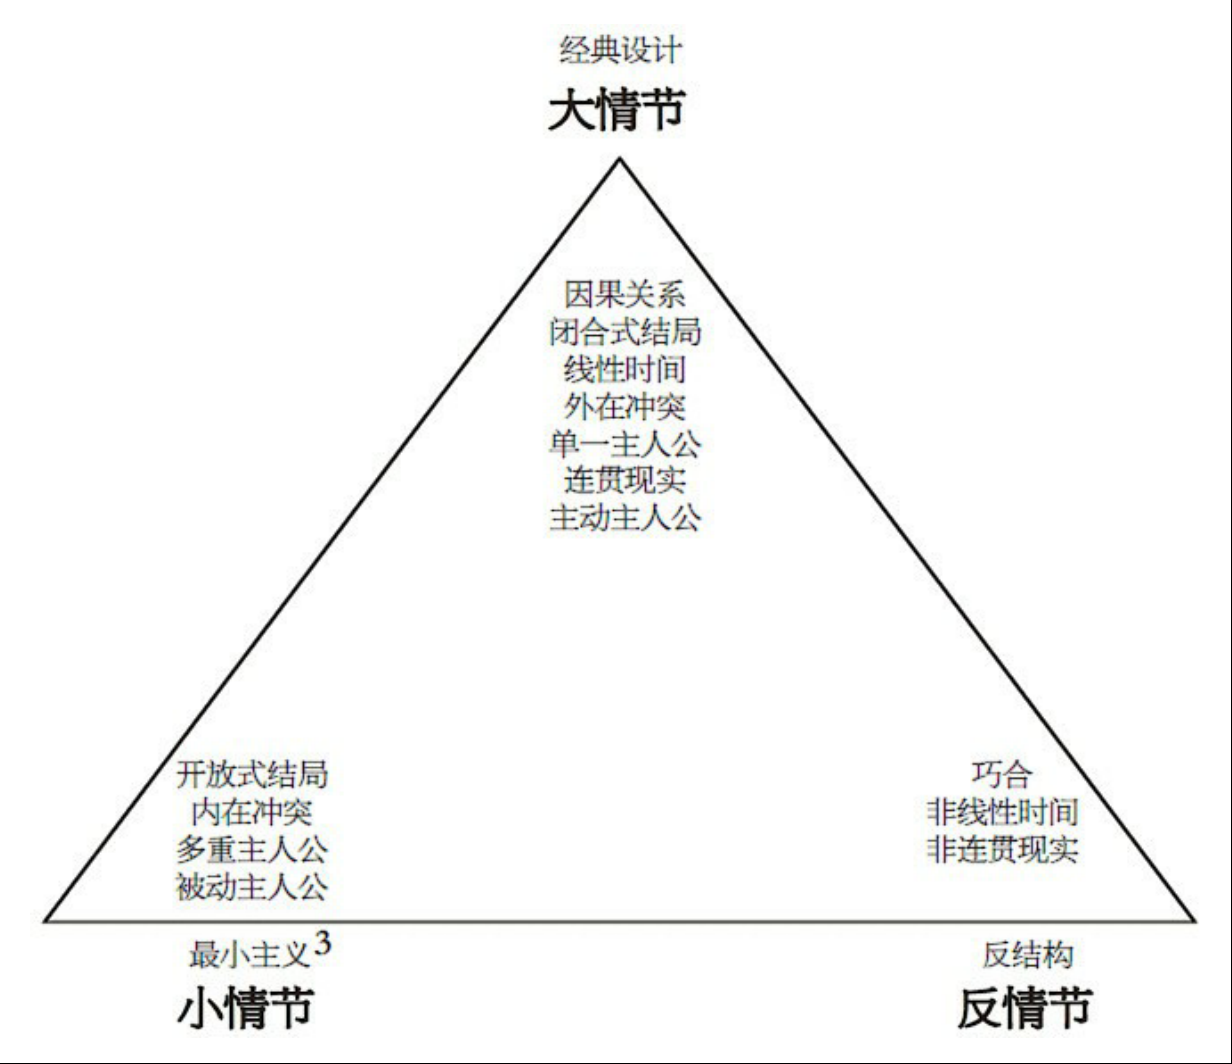 经典设计
大情节
因果关系
闭合式结局
线性时间
外在冲突
单一主人公
连贯现实
主动主人公
开放式结局
内在冲突
多重主人公
被动主人公
巧合
非线性时间
非连贯现实
最小主义3
小情节
反结构
反情节